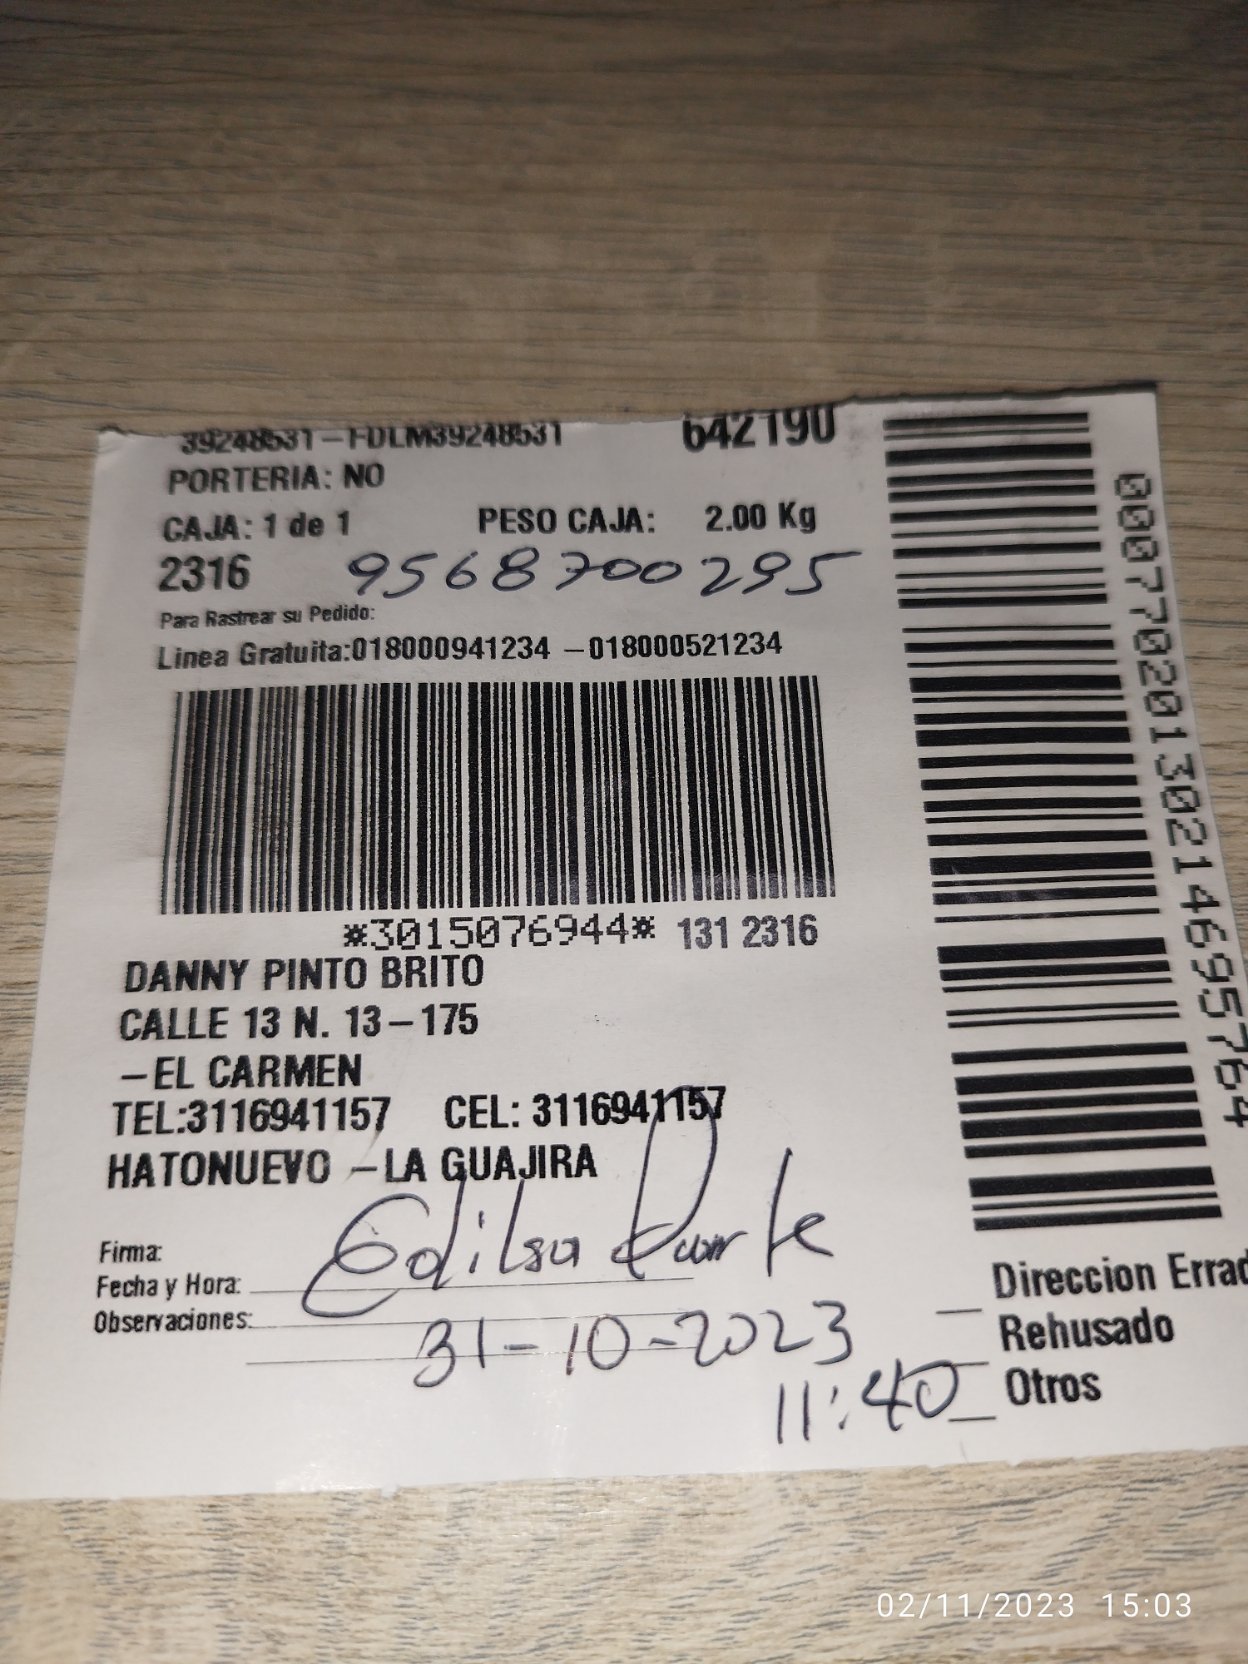 39248531-FDLM39248531 642190
PORTERIA: NO
CAJA: 1 de 1 PESO CAJA: 2.00 Kg
2316 9568700295
Para Rastrear su Pedido:
Linea Gratuita:018000941234 -018000521234
*3015076944* 131 2316
DANNY PINTO BRITO
CALLE 13 N. 13-175
-EL CARMEN
TEL:3116941157 CEL: 3116941157
HATONUEVO -LA GUAJIRA
Firma: Edilsa Duarte
Fecha y Hora:
Observaciones: 31-10-2023
11:40
Direccion Errad
Rehusado
Otros
00077020130214695764
02/11/2023 15:03